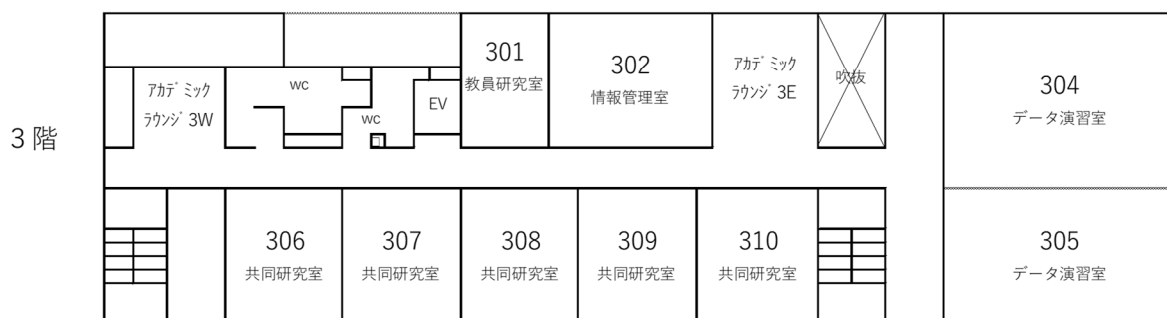 3階
アカデミック
ラウンジ 3W
wc
wc
EV
301
教員研究室
302
情報管理室
アカデミック
ラウンジ 3E
吹抜
304
データ演習室
306
共同研究室
307
共同研究室
308
共同研究室
309
共同研究室
310
共同研究室
305
データ演習室